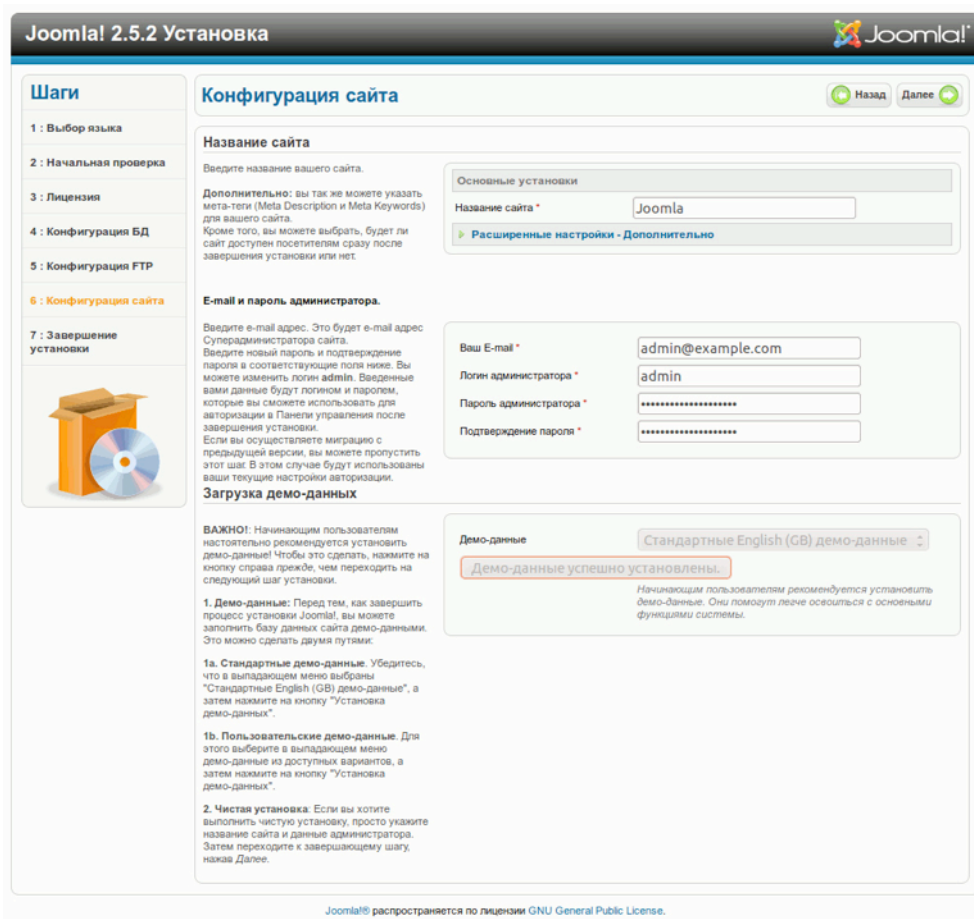 Joomla! 2.5.2 Установка
Joomla!
Шаги
1 : Выбор языка
2 : Начальная проверка
3 : Лицензия
4 : Конфигурация БД
5 : Конфигурация FTP
6 : Конфигурация сайта
7 : Завершение
установки
Конфигурация сайта
Назад
Далее
Название сайта
Введите название вашего сайта.
Дополнительно: вы так же можете указать
мета-теги (Meta Description и Meta Keywords)
для вашего сайта.
Кроме того, вы можете выбрать, будет ли
сайт доступен посетителям сразу после
завершения установки или нет.
Основные установки
Название сайта *
Joomla
Расширенные настройки - Дополнительно
E-mail и пароль администратора.
Введите e-mail адрес. Это будет e-mail адрес
Суперадминистратора сайта.
Введите новый пароль и подтверждение
пароля в соответствующие поля ниже. Вы
можете изменить логин admin. Введенные
вами данные будут логином и паролем,
которые вы сможете использовать для
авторизации в Панели управления после
завершения установки.
Если вы осуществляете миграцию с
предыдущей версии, вы можете пропустить
этот шаг. В этом случае будут использованы
ваши текущие настройки авторизации.
Ваш E-mail *
admin@example.com
Логин администратора *
admin
Пароль администратора *
••••••••••••••••••••
Подтверждение пароля *
••••••••••••••••••••
Загрузка демо-данных
ВАЖНО!: Начинающим пользователям
настоятельно рекомендуется установить
демо-данные! Чтобы это сделать, нажмите на
кнопку справа прежде, чем переходить на
следующий шаг установки.
1. Демо-данные: Перед тем, как завершить
процесс установки Joomla!, вы можете
заполнить базу данных сайта демо-данными.
Это можно сделать двумя путями:
1a. Стандартные демо-данные. Убедитесь,
что в выпадающем меню выбраны
"Стандартные English (GB) демо-данные", а
затем нажмите на кнопку "Установка
демо-данных".
1b. Пользовательские демо-данные. Для
этого выберите в выпадающем меню
демо-данные из доступных вариантов, а
затем нажмите на кнопку "Установка
демо-данных".
2. Чистая установка: Если вы хотите
выполнить чистую установку, просто укажите
название сайта и данные администратора.
Затем переходите к завершающему шагу,
нажав Далее.
Демо-данные
Стандартные English (GB) демо-данные
Демо-данные успешно установлены.
Начинающим пользователям рекомендуется установить
демо-данные. Они помогут легче освоиться с основными
функциями системы.
Joomla!® распространяется по лицензии GNU General Public License.